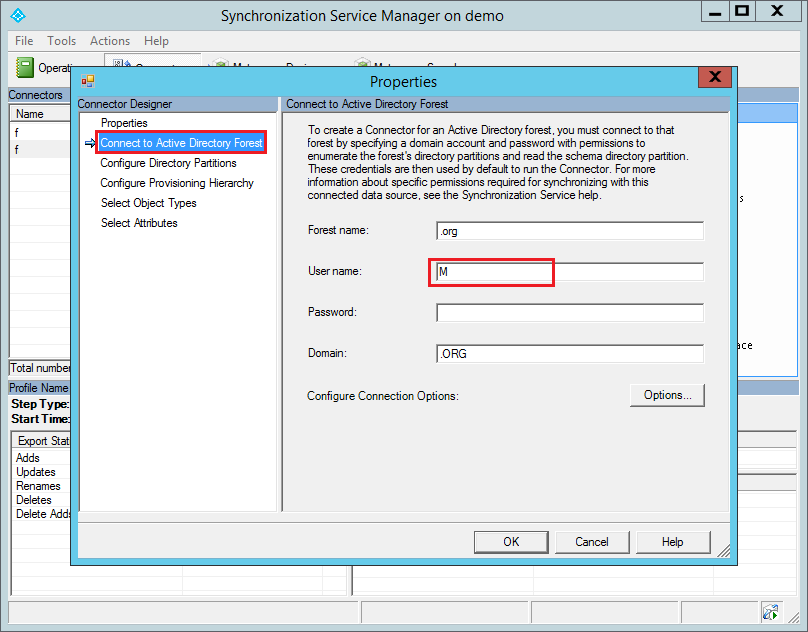 Synchronization Service Manager on demo
File Tools Actions Help
Connectors
Name
f
f
Total number
Profile Name
Step Type:
Start Time:
Export
Adds
Updates
Renames
Deletes
Delete Adds
Properties
Connector Designer
Properties
Connect to Active Directory Forest
Configure Directory Partitions
Configure Provisioning Hierarchy
Select Object Types
Select Attributes
Connect to Active Directory Forest
To create a Connector for an Active Directory forest, you must connect to that
forest by specifying a domain account and password with permissions to
enumerate the forest's directory partitions and read the schema directory partition.
These credentials are then used by default to run the Connector. For more
information about specific permissions required for synchronizing with this
connected data source, see the Synchronization Service help.
Forest name: .org
User name: M
Password:
Domain: .ORG
Configure Connection Options: Options...
OK Cancel Help